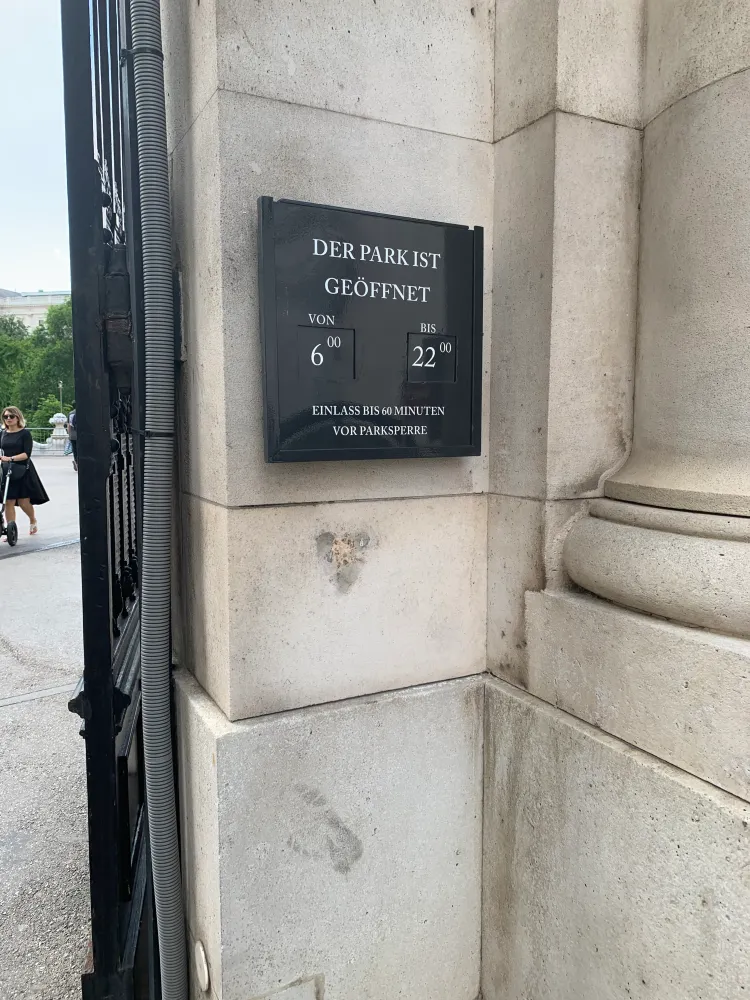 DER PARK IST
GEÖFFNET
VON BIS
6 00 22 00
EINLASS BIS 60 MINUTEN
VOR PARKSPERRE